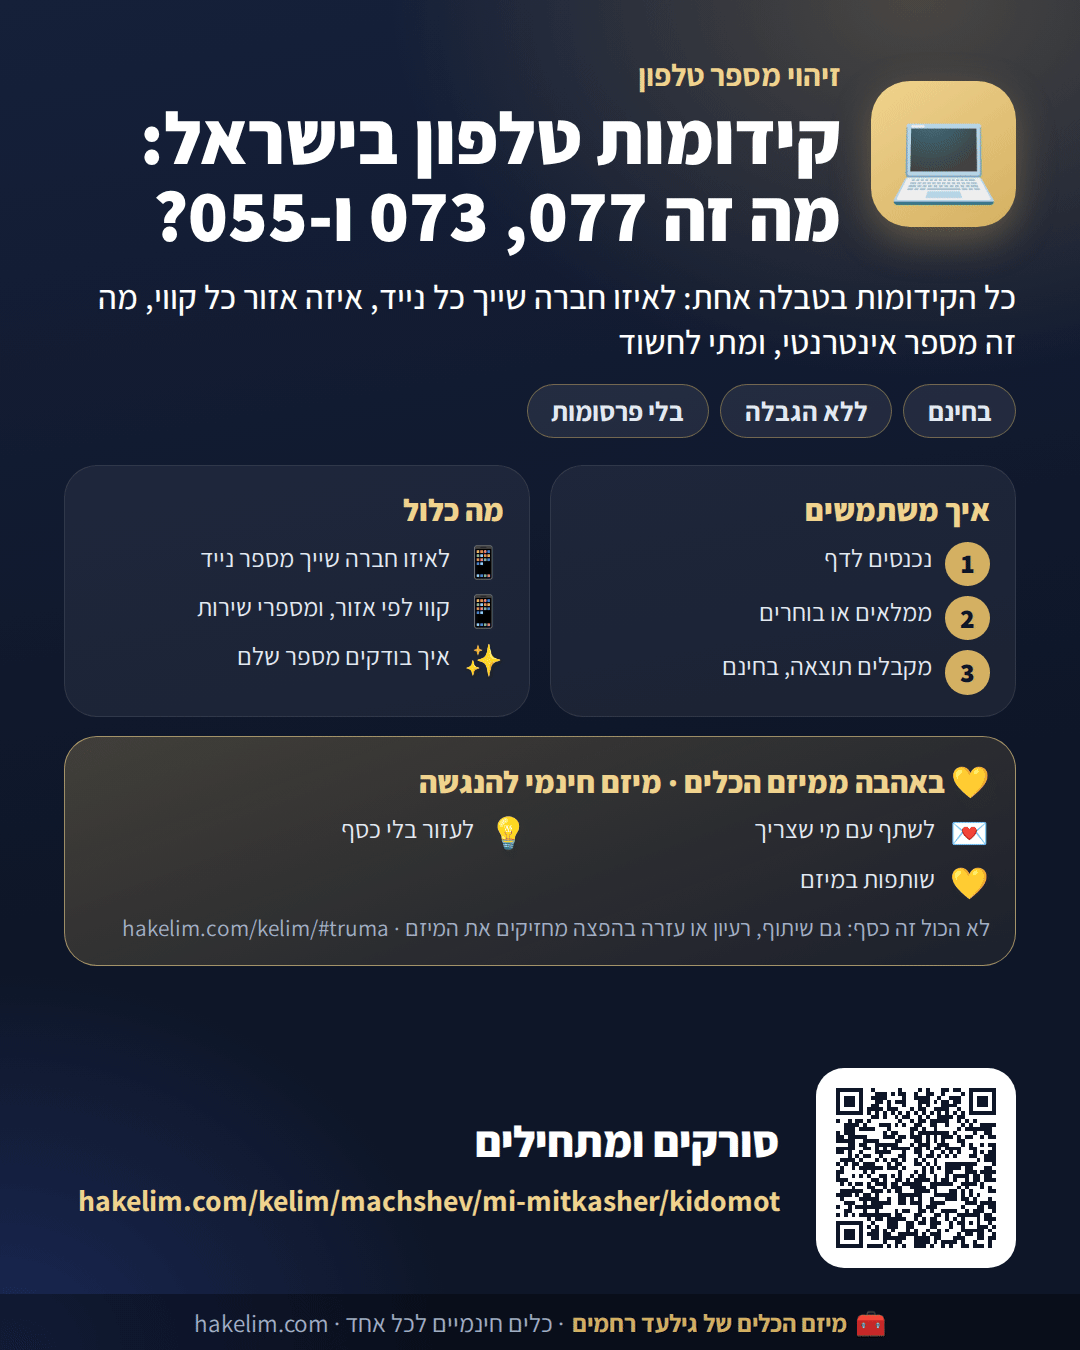 זיהוי מספר טלפון
קידומות טלפון בישראל:
מה זה 077, 073 ו-055?
כל הקידומות בטבלה אחת: לאיזו חברה שייך כל נייד, איזה אזור כל קווי, מה
זה מספר אינטרנטי, ומתי לחשוד
בחינם
ללא הגבלה
בלי פרסומות
איך משתמשים
1 נכנסים לדף
2 ממלאים או בוחרים
3 מקבלים תוצאה, בחינם
מה כלול
לאיזו חברה שייך מספר נייד
קווי לפי אזור, ומספרי שירות
איך בודקים מספר שלם
באהבה ממיזם הכלים · מיזם חינמי להנגשה
לשתף עם מי שצריך
לעזור בלי כסף
שותפות במיזם
לא הכול זה כסף: גם שיתוף, רעיון או עזרה בהפצה מחזיקים את המיזם · hakelim.com/kelim/#truma
סורקים ומתחילים
hakelim.com/kelim/machshev/mi-mitkasher/kidomot
מיזם הכלים של גילעד רחמים · כלים חינמיים לכל אחד · hakelim.com